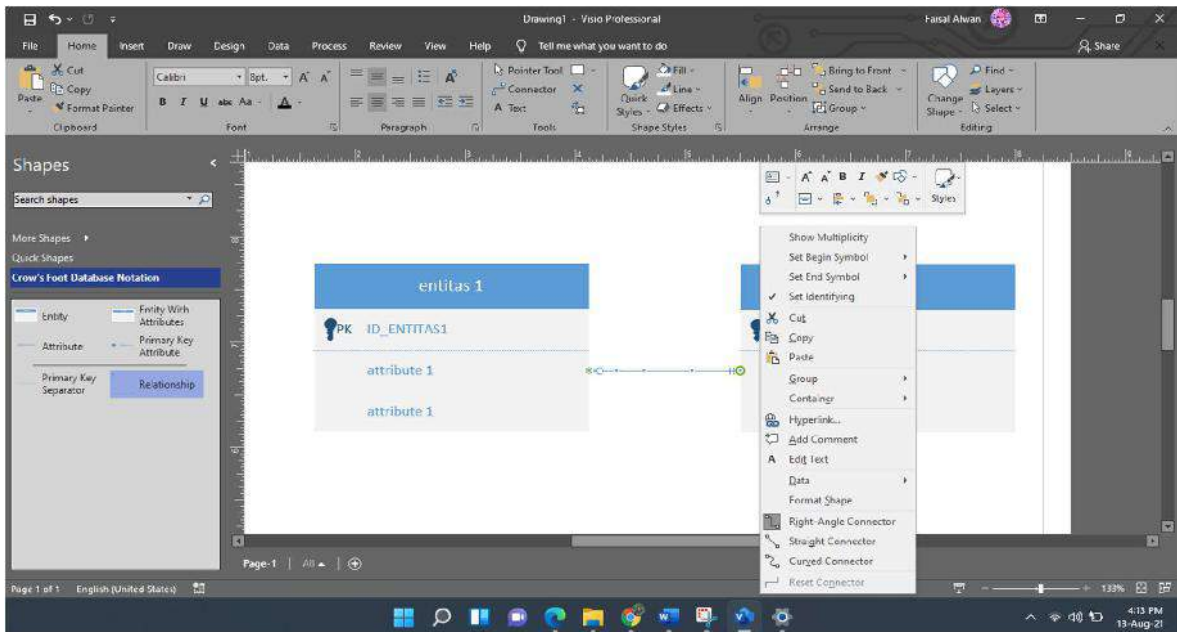 Drawing1 - Visio Professional
Faisal Alwan
File Home Insert Draw Design Data Process Review View Help Tell me what you want to do
Share
Paste
Cut
Copy
Format Painter
Clipboard
Calibri 8pt. A A
B I U abc Aa A
Font
Paragraph
Pointer Tool
Connector
A Text
Tools
Quick Styles
Fill
Line
Effects
Shape Styles
Align Position
Bring to Front
Send to Back
Group
Arrange
Change Shape
Find
Layers
Select
Editing
Shapes
Search shapes
More Shapes
Quick Shapes
Crow's Foot Database Notation
Entity
Entity With Attributes
Attribute
Primary Key Attribute
Primary Key Separator
Relationship
entitas 1
PK ID_ENTITAS1
attribute 1
attribute 1
A A B I
Styles
Show Multiplicity
Set Begin Symbol
Set End Symbol
Set Identifying
Cut
Copy
Paste
Group
Container
Hyperlink...
Add Comment
A Edit Text
Data
Format Shape
Right-Angle Connector
Straight Connector
Curved Connector
Reset Connector
Page-1 All
Page 1 of 1 English (United States)
133%
4:13 PM
13-Aug-21